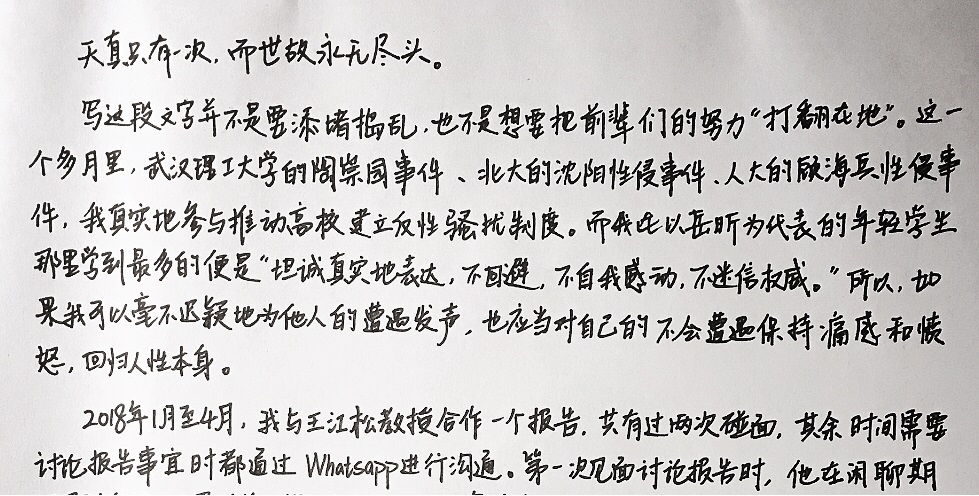 天真只有一次，而世故永无尽头。
写这段文字并不是要添堵捣乱，也不是想要把前辈们的努力“打翻在地”。这一
个多月里，武汉理工大学的陶崇园事件、北大的沈阳性侵事件、人大的顾海兵性侵事
件，我真实地参与推动高校建立反性骚扰制度。而我在以岳昕为代表的年轻学生
那里学到最多的便是“坦诚真实地表达，不回避，不自我感动，不迷信权威。”所以，如
果我可以毫不迟疑地为他人的遭遇发声，也应当对自己的不会遭遇保持痛感和愤
怒，回归人性本身。
2018年1月至4月，我与王江松教授合作一个报告，共有过两次碰面，其余时间需要
讨论报告事宜时都通过Whatsapp进行沟通。第一次见面讨论报告时，他在闲聊期